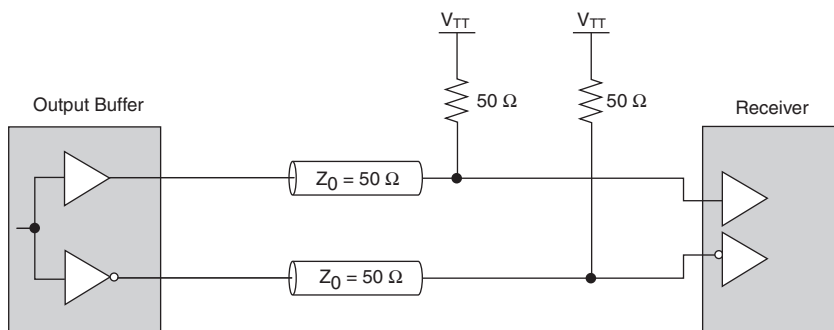 V_TT V_TT
50 Ω 50 Ω
Output Buffer Receiver
Z_0 = 50 Ω
Z_0 = 50 Ω